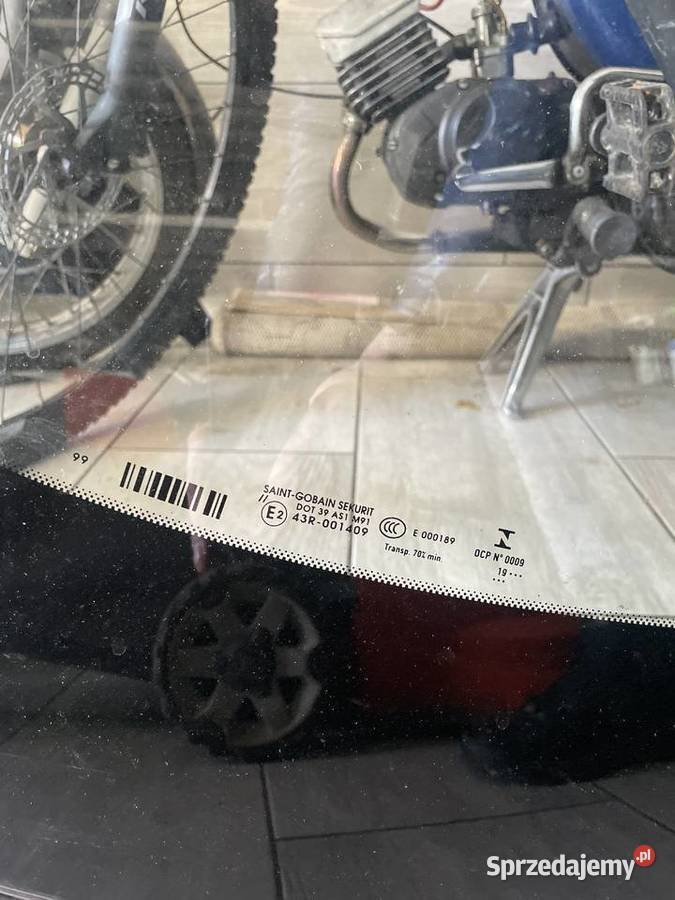 99
SAINT-GOBAIN SEKURIT
DOT 39 AS1 M91
E2 43R-001409
CCC E 000189
Transp. 70% min
OCP N° 0009
19 •••
•••
Sprzedajemy.pl